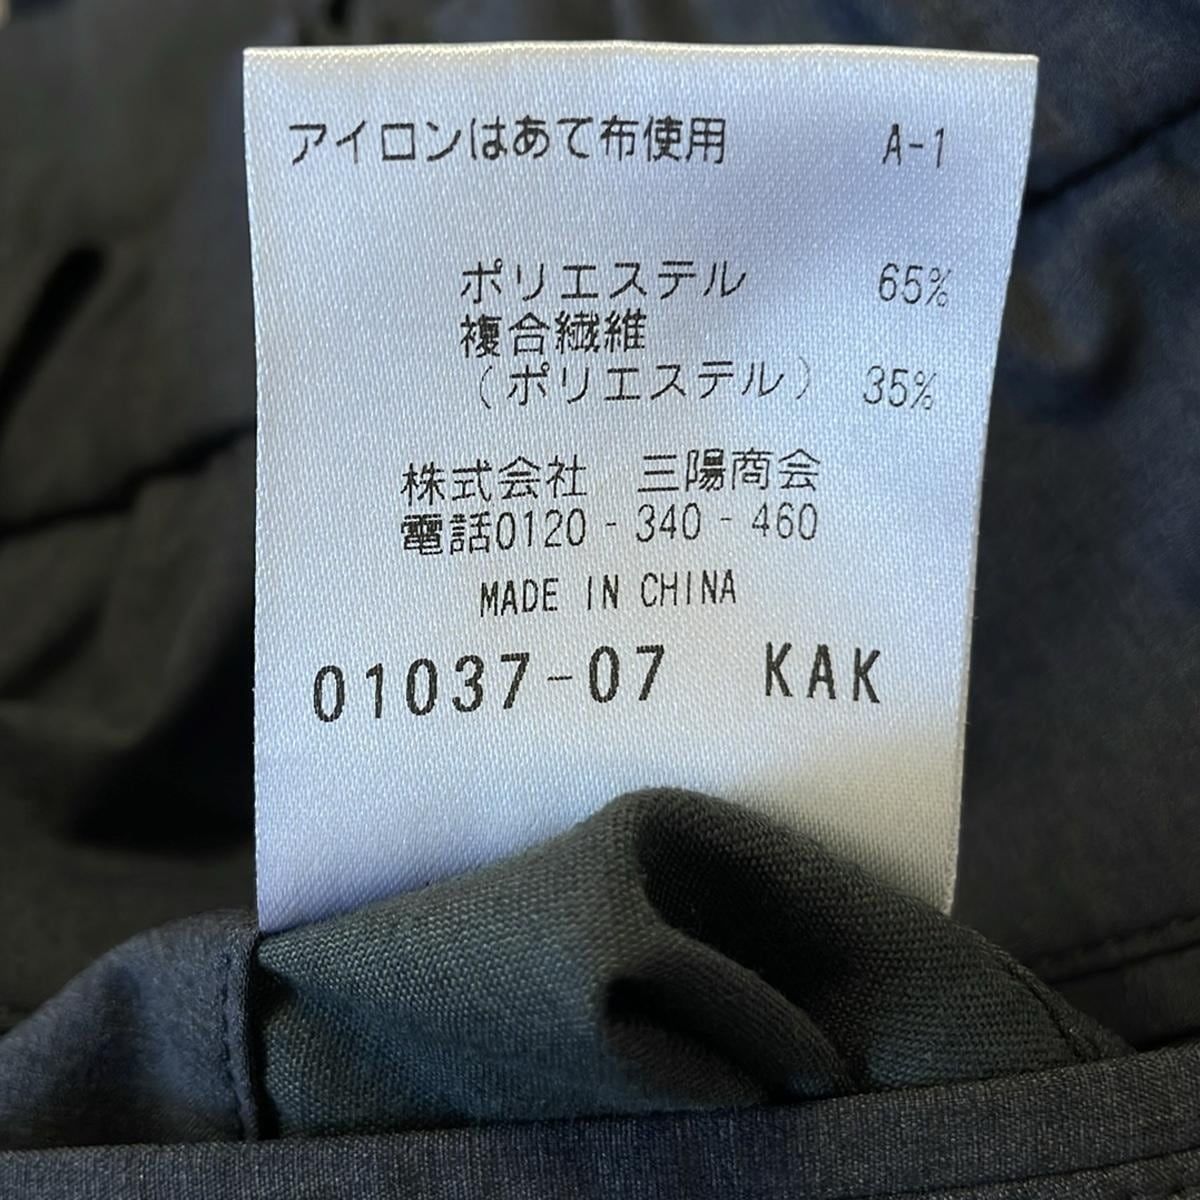 アイロンはあて布使用 A-1
ポリエステル 65%
複合繊維
(ポリエステル) 35%
株式会社 三陽商会
電話0120-340-460
MADE IN CHINA
01037-07 KAK